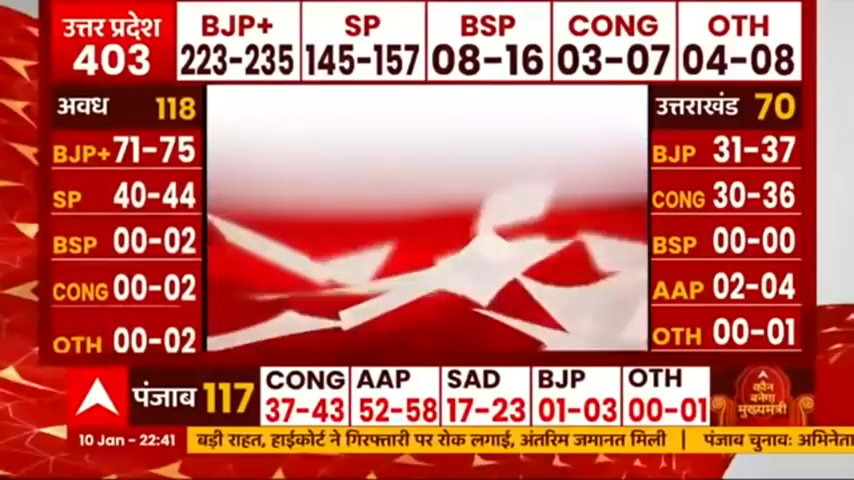 उत्तर प्रदेश
403
BJP+ SP BSP CONG OTH
223-235 145-157 08-16 03-07 04-08
अवध 118
BJP+ 71-75
SP 40-44
BSP 00-02
CONG 00-02
OTH 00-02
उत्तराखंड 70
BJP 31-37
CONG 30-36
BSP 00-00
AAP 02-04
OTH 00-01
पंजाब 117
CONG AAP SAD BJP OTH
37-43 52-58 17-23 01-03 00-01
कौन
बनेगा
मुख्यमंत्री
10 Jan - 22:41
बड़ी राहत, हाईकोर्ट ने गिरफ्तारी पर रोक लगाई, अंतरिम जमानत मिली | पंजाब चुनावः अभिनेता